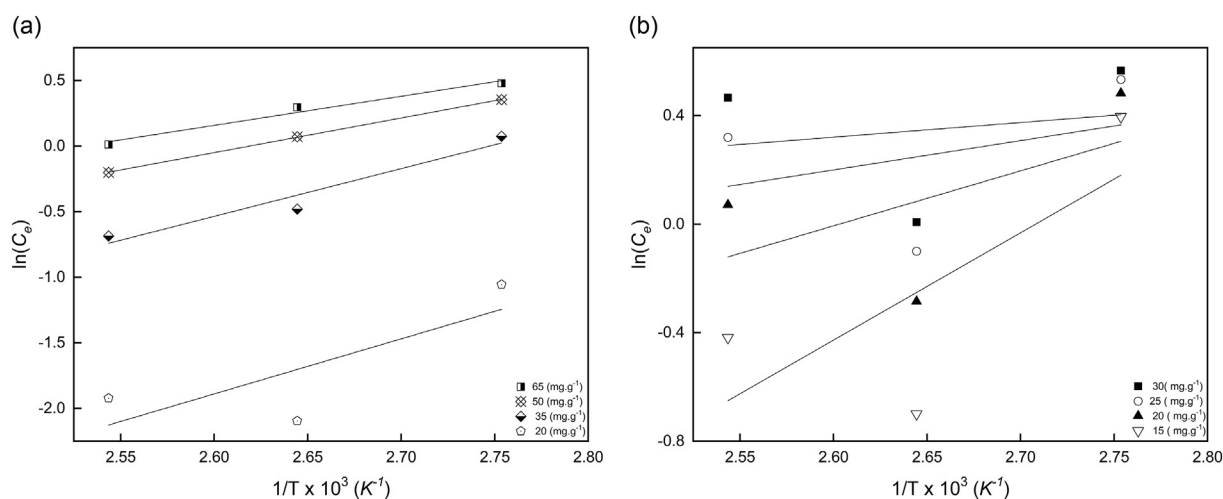 (a)
ln(Cₑ)
0.5
0.0
-0.5
-1.0
-1.5
-2.0
65 (mg.g⁻¹)
50 (mg.g⁻¹)
35 (mg.g⁻¹)
20 (mg.g⁻¹)
2.55 2.60 2.65 2.70 2.75 2.80
1/T x 10³ (K⁻¹)
(b)
ln(Cₑ)
0.4
0.0
-0.4
-0.8
30( mg.g⁻¹)
25 ( mg.g⁻¹)
20 ( mg.g⁻¹)
15 ( mg.g⁻¹)
2.55 2.60 2.65 2.70 2.75 2.80
1/T x 10³ (K⁻¹)